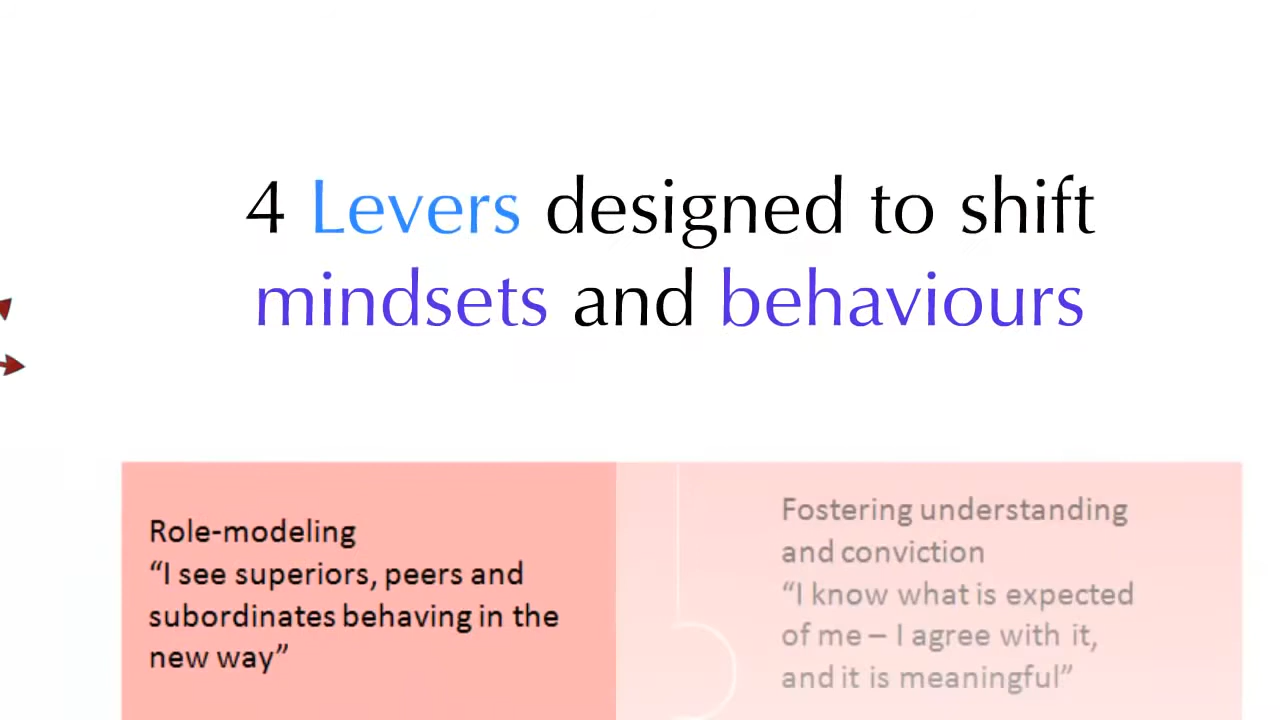 4 Levers designed to shift
mindsets and behaviours
Role-modeling
“I see superiors, peers and
subordinates behaving in the
new way”
Fostering understanding
and conviction
“I know what is expected
of me – I agree with it,
and it is meaningful”